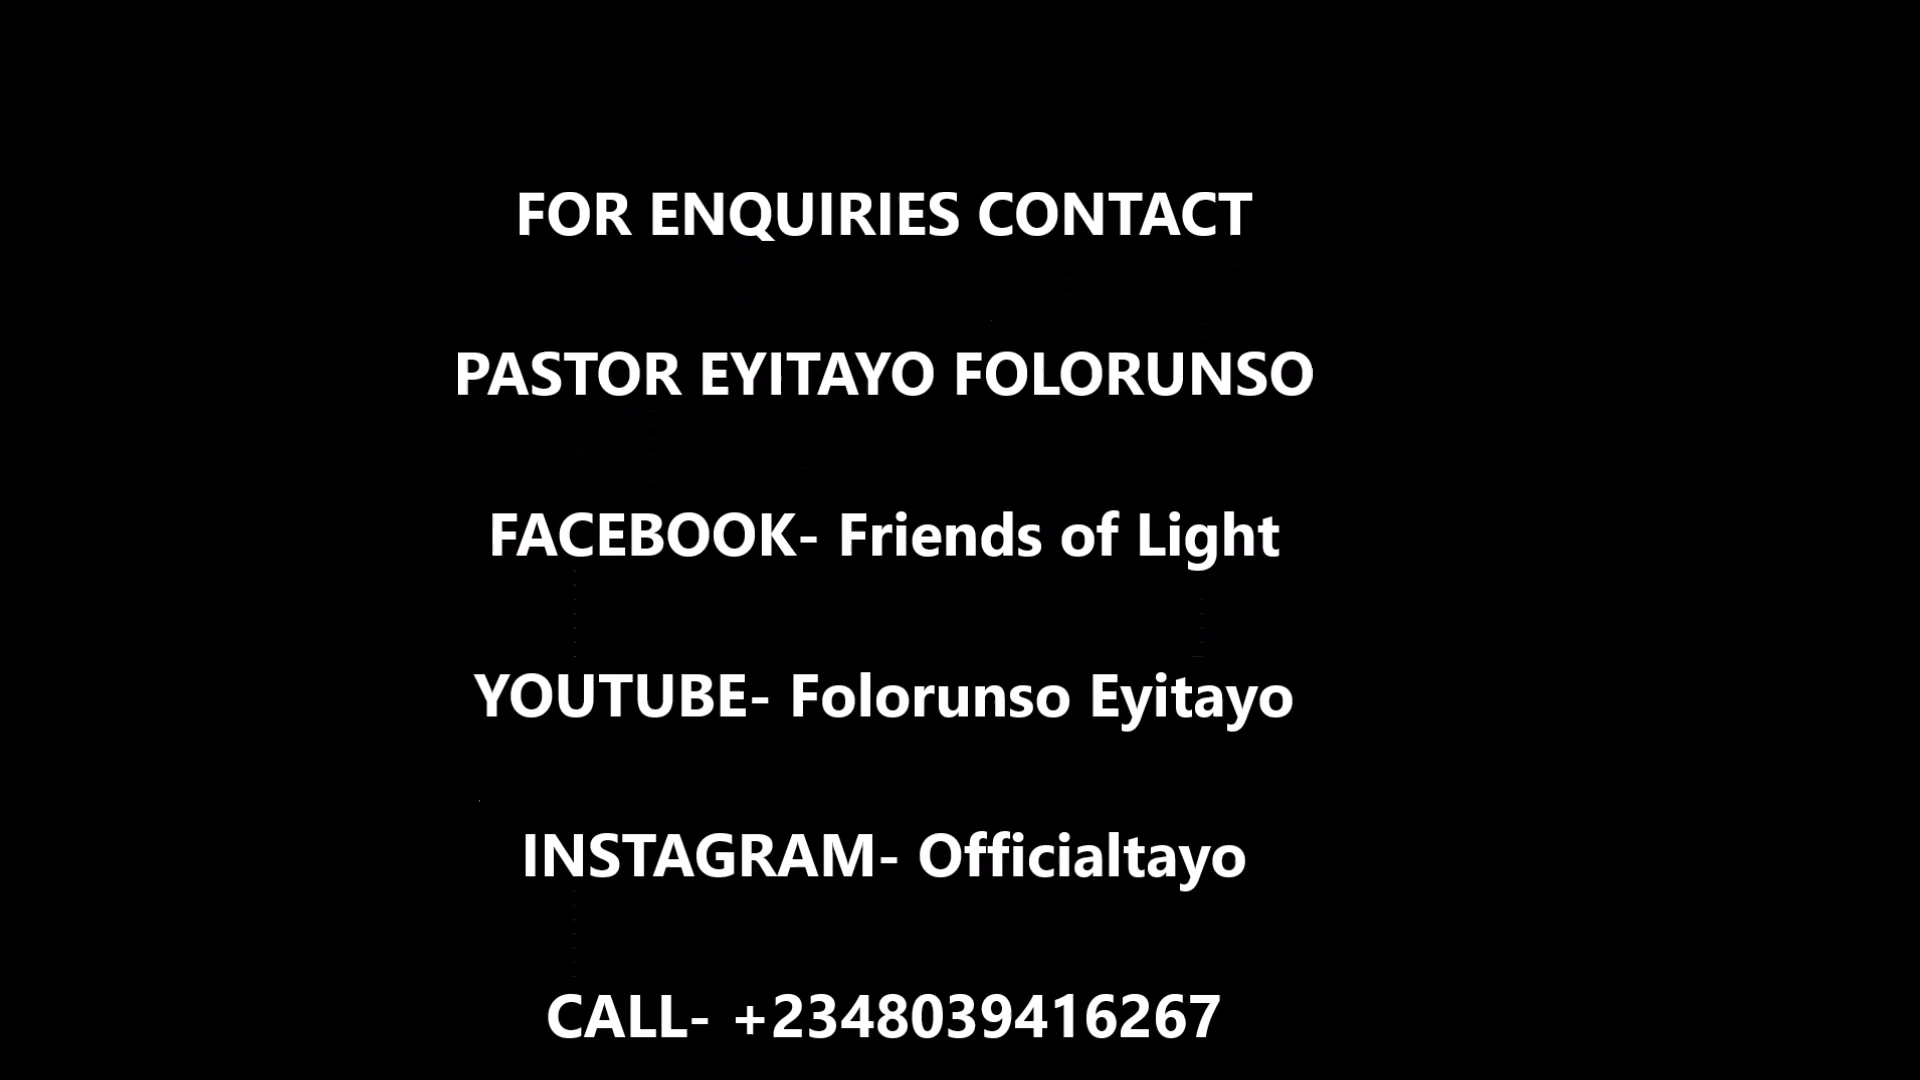 FOR ENQUIRIES CONTACT
PASTOR EYITAYO FOLORUNSO
FACEBOOK- Friends of Light
YOUTUBE- Folorunso Eyitayo
INSTAGRAM- Officialtayo
CALL- +2348039416267